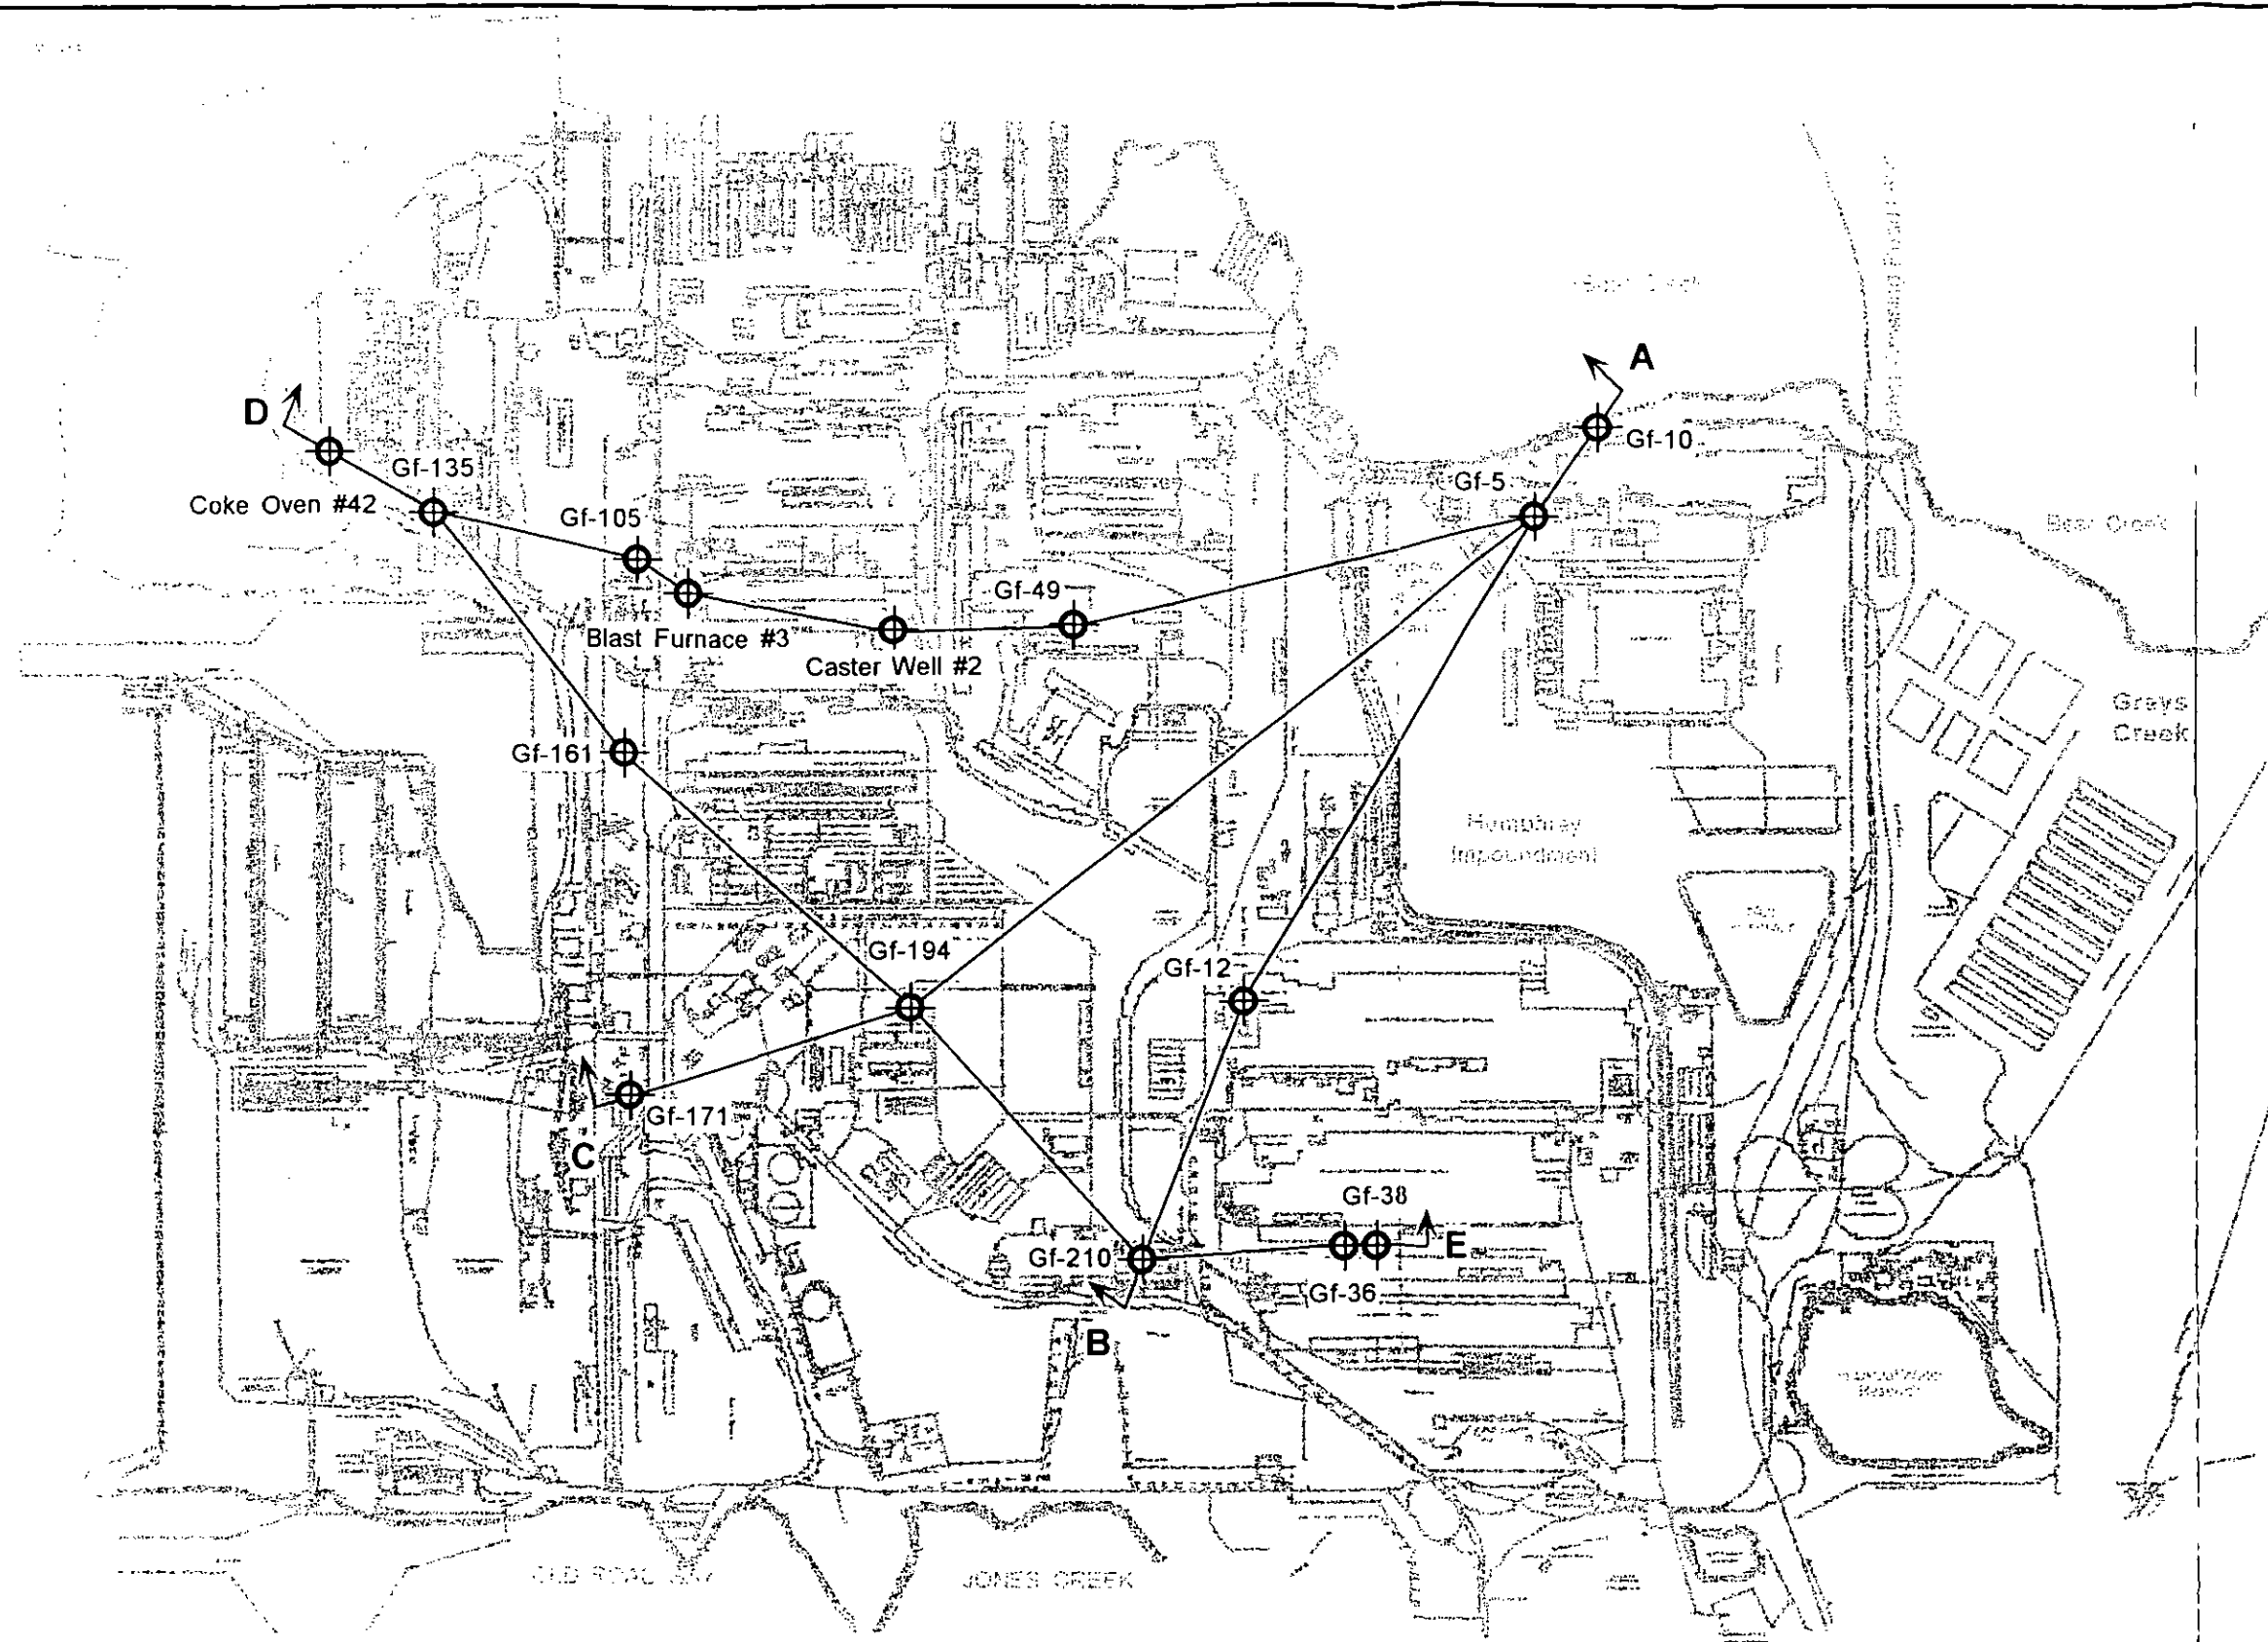 A
Gf-10
D
Gf-135
Gf-5
Coke Oven #42
Gf-105
Bear Creek
Gf-49
Blast Furnace #3
Caster Well #2
Grays
Creek
Gf-161
Humphrey
Impoundment
Gf-194
Gf-12
Gf-171
C
Gf-38
Gf-210
E
Gf-36
B
JONES CREEK